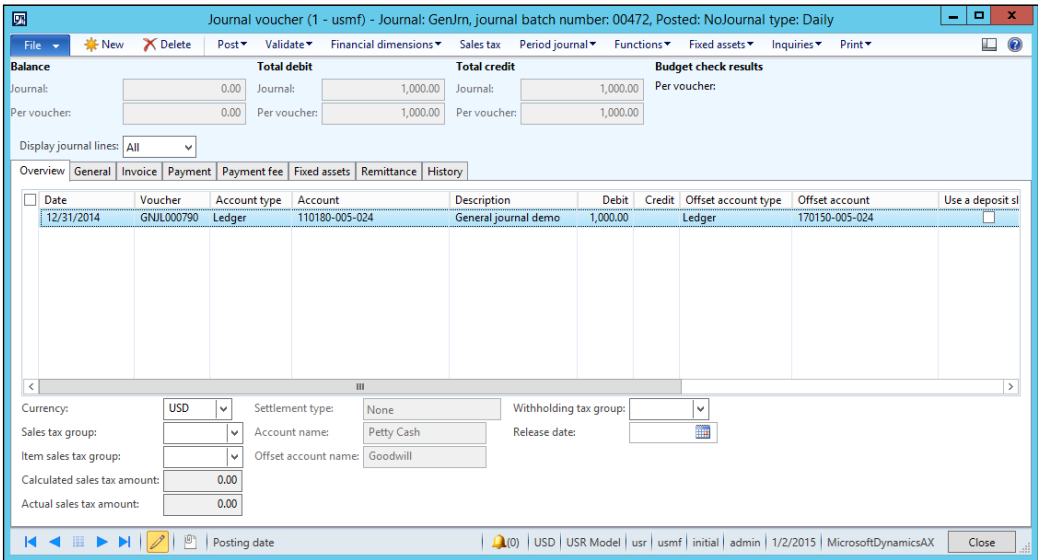 Journal voucher (1 - usmf) - Journal: GenJrn, journal batch number: 00472, Posted: NoJournal type: Daily
File New Delete Post Validate Financial dimensions Sales tax Period journal Functions Fixed assets Inquiries Print
Balance Total debit Total credit Budget check results
Journal: 0.00 Journal: 1,000.00 Journal: 1,000.00 Per voucher:
Per voucher: 0.00 Per voucher: 1,000.00 Per voucher: 1,000.00
Display journal lines: All
Overview General Invoice Payment Payment fee Fixed assets Remittance History
Date Voucher Account type Account Description Debit Credit Offset account type Offset account Use a deposit sl
12/31/2014 GNJL000790 Ledger 110180-005-024 General journal demo 1,000.00 Ledger 170150-005-024
Currency: USD Settlement type: None Withholding tax group:
Sales tax group: Account name: Petty Cash Release date:
Item sales tax group: Offset account name: Goodwill
Calculated sales tax amount: 0.00
Actual sales tax amount: 0.00
Posting date (0) USD USR Model usr usmf initial admin 1/2/2015 MicrosoftDynamicsAX Close